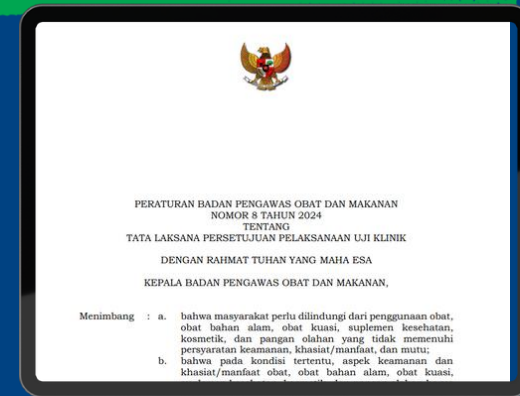 PERATURAN BADAN PENGAWAS OBAT DAN MAKANAN
NOMOR 8 TAHUN 2024
TENTANG
TATA LAKSANA PERSETUJUAN PELAKSANAAN UJI KLINIK
DENGAN RAHMAT TUHAN YANG MAHA ESA
KEPALA BADAN PENGAWAS OBAT DAN MAKANAN,
Menimbang : a. bahwa masyarakat perlu dilindungi dari penggunaan obat,
obat bahan alam, obat kuasi, suplemen kesehatan,
kosmetik, dan pangan olahan yang tidak memenuhi
persyaratan keamanan, khasiat/manfaat, dan mutu;
b. bahwa pada kondisi tertentu, aspek keamanan dan
khasiat/manfaat obat, obat bahan alam, obat kuasi,